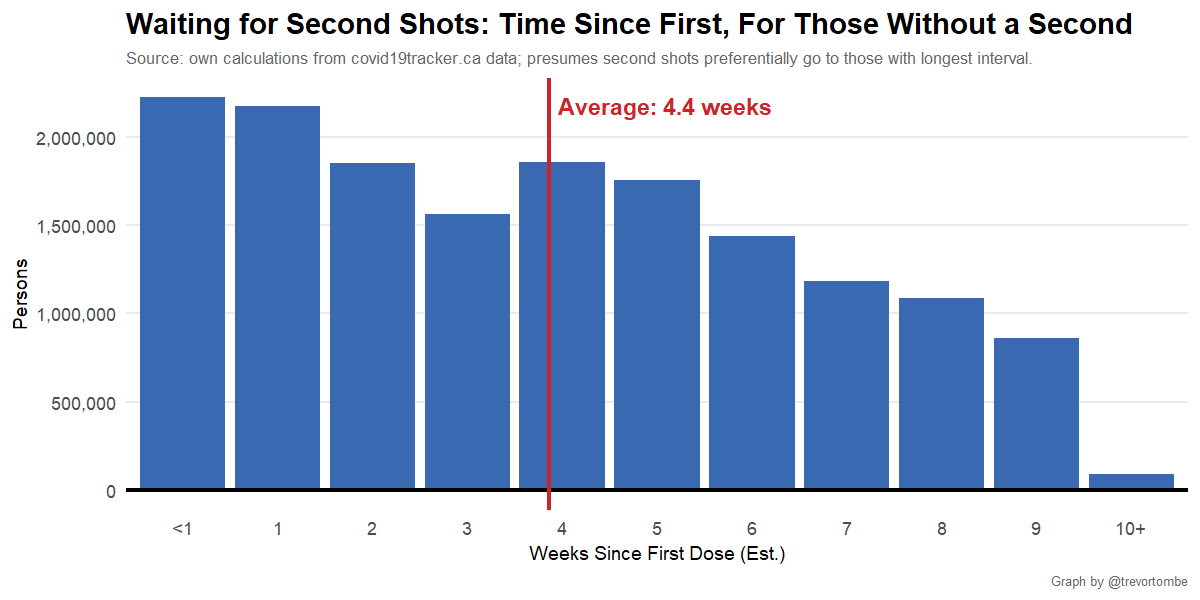 Waiting for Second Shots: Time Since First, For Those Without a Second
Source: own calculations from covid19tracker.ca data; presumes second shots preferentially go to those with longest interval.
Average: 4.4 weeks
2,000,000
1,500,000
1,000,000
500,000
0
Persons
<1 1 2 3 4 5 6 7 8 9 10+
Weeks Since First Dose (Est.)
Graph by @trevortombe